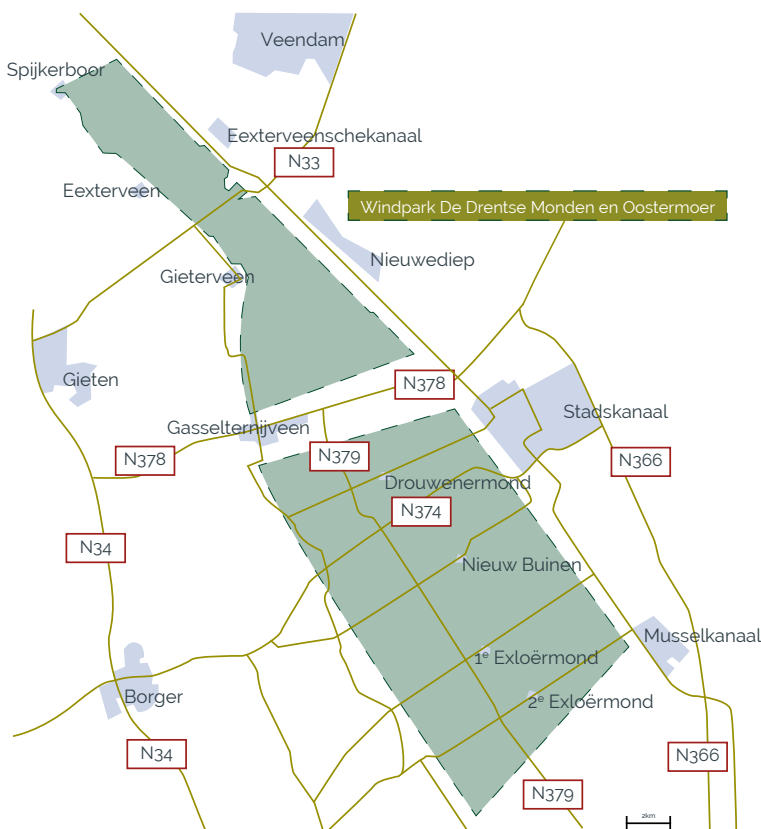 Veendam
Spijkerboor
Eexterveenschekanaal
N33
Eexterveen
Windpark De Drentse Monden en Oostermoer
Nieuwediep
Gieterveen
Gieten
N378
Stadskanaal
Gasselternijveen
N379
N378
N366
Drouwenermond
N374
N34
Nieuw Buinen
Musselkanaal
1e Exloërmond
Borger
2e Exloërmond
N34
N366
N379
2km